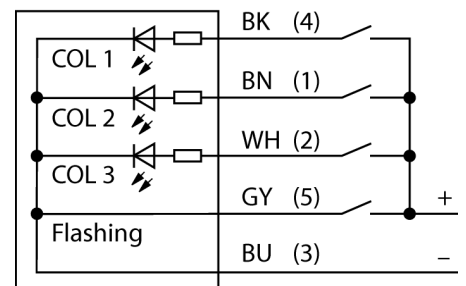 BK (4)
COL 1
BN (1)
COL 2
WH (2)
COL 3
GY (5)
+
Flashing
BU (3)
–